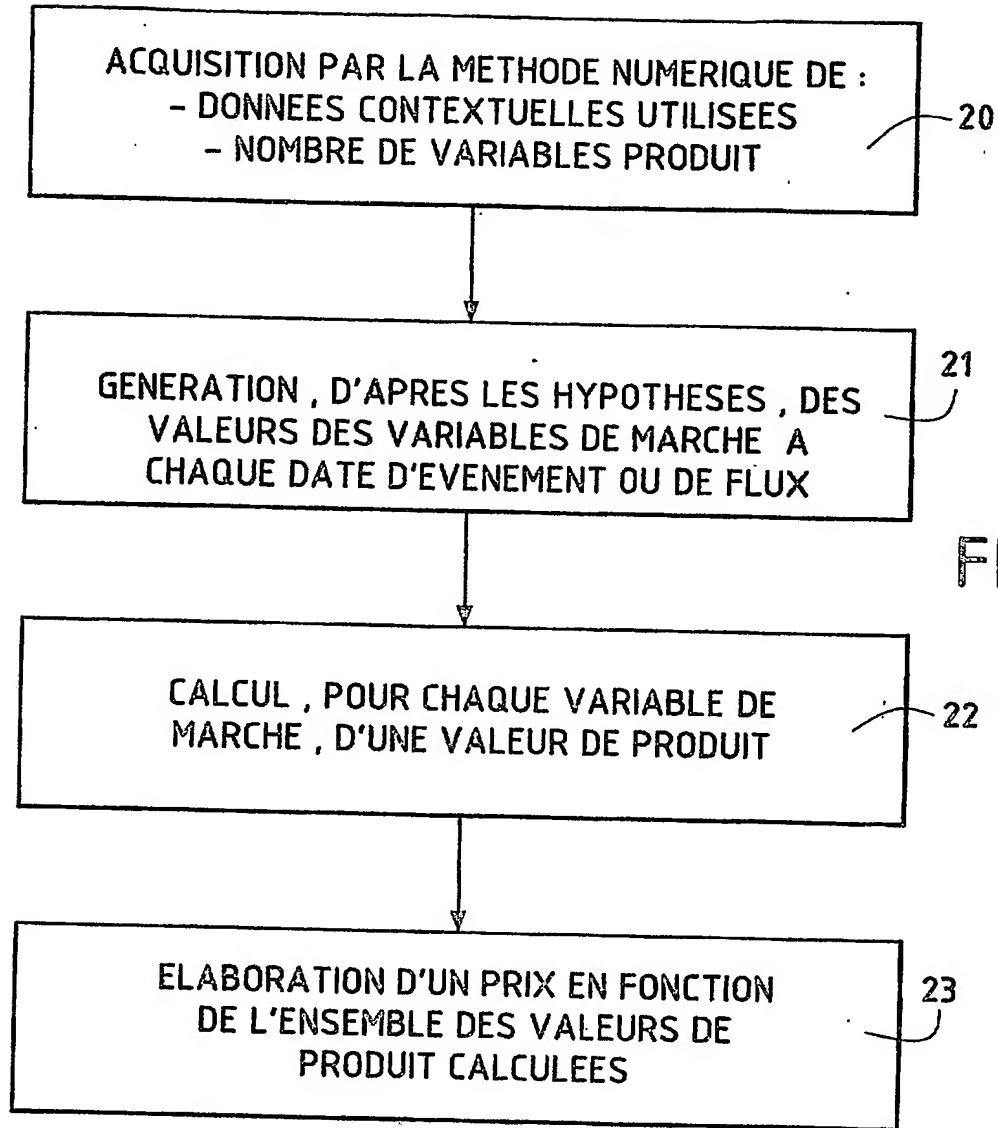 ACQUISITION PAR LA METHODE NUMERIQUE DE :
- DONNEES CONTEXTUELLES UTILISEES
- NOMBRE DE VARIABLES PRODUIT
20
GENERATION , D'APRES LES HYPOTHESES , DES
VALEURS DES VARIABLES DE MARCHE A
CHAQUE DATE D'EVENEMENT OU DE FLUX
21
CALCUL , POUR CHAQUE VARIABLE DE
MARCHE , D'UNE VALEUR DE PRODUIT
22
ELABORATION D'UN PRIX EN FONCTION
DE L'ENSEMBLE DES VALEURS DE
PRODUIT CALCULEES
23